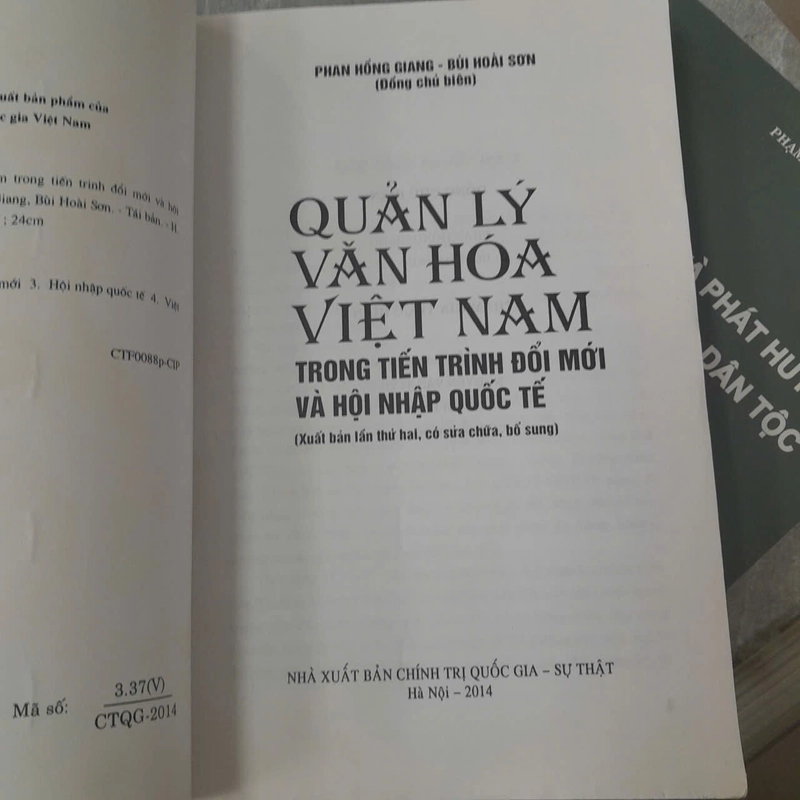 uất bản phẩm của
c gia Việt Nam
trong tiến trình đổi mới và hội
Giang, Bùi Hoài Sơn. - Tái bản. - H.
; 24cm
mới 3. Hội nhập quốc tế 4. Việt
CTF0088p-CIP
Mã số: 3.37(V)
CTQG-2014
PHAN HỒNG GIANG - BÙI HOÀI SƠN
(Đồng chủ biên)
QUẢN LÝ
VĂN HÓA
VIỆT NAM
TRONG TIẾN TRÌNH ĐỔI MỚI
VÀ HỘI NHẬP QUỐC TẾ
(Xuất bản lần thứ hai, có sửa chữa, bổ sung)
NHÀ XUẤT BẢN CHÍNH TRỊ QUỐC GIA – SỰ THẬT
Hà Nội – 2014
PHẠM
À PHÁT HUY
DÂN TỘC